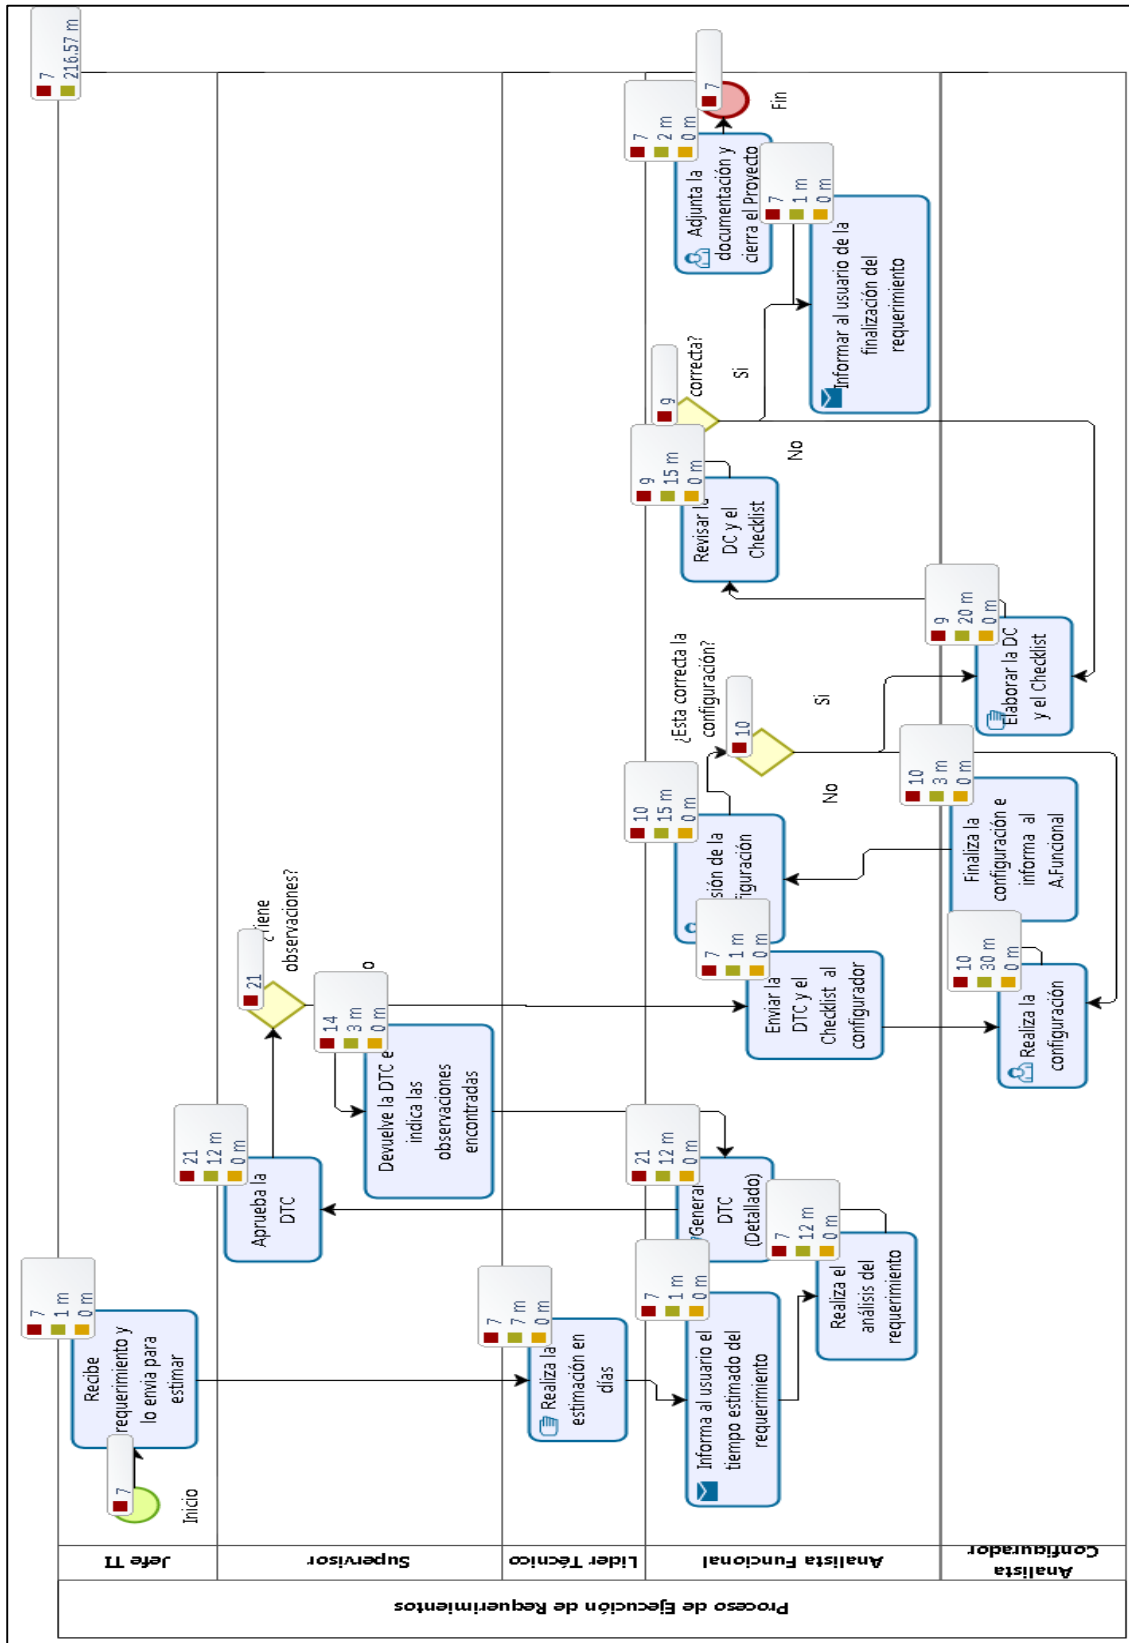 Proceso de Ejecución de Requerimientos
Jefe TI
Supervisor
Lider Técnico
Analista Funcional
Analista
Configurador
7
216.57 m
Inicio
7
Recibe
requerimiento y
lo envia para
estimar
7
1 m
0 m
Aprueba la
DTC
21
12 m
0 m
¿Tiene
observaciones?
21
Devuelve la DTC e
indica las
observaciones
encontradas
14
3 m
0 m
o
Realiza la
estimación en
días
7
7 m
0 m
Informa al usuario el
tiempo estimado del
requerimiento
7
1 m
0 m
Realiza el
análisis del
requerimiento
7
12 m
0 m
Generar
DTC
(Detallado)
21
12 m
0 m
Enviar la
DTC y el
Checklist al
configurador
7
1 m
0 m
sión de la
figuración
10
15 m
0 m
¿Esta correcta la
configuración?
10
No
Si
Revisar la
DC y el
Checklist
9
15 m
0 m
correcta?
9
No
Si
Informar al usuario de la
finalización del
requerimiento
7
1 m
0 m
Adjunta la
documentación y
cierra el Proyecto
7
2 m
0 m
7
Fin
Realiza la
configuración
10
30 m
0 m
Finaliza la
configuración e
informa al
A.Funcional
10
3 m
0 m
Elaborar la DC
y el Checklist
9
20 m
0 m